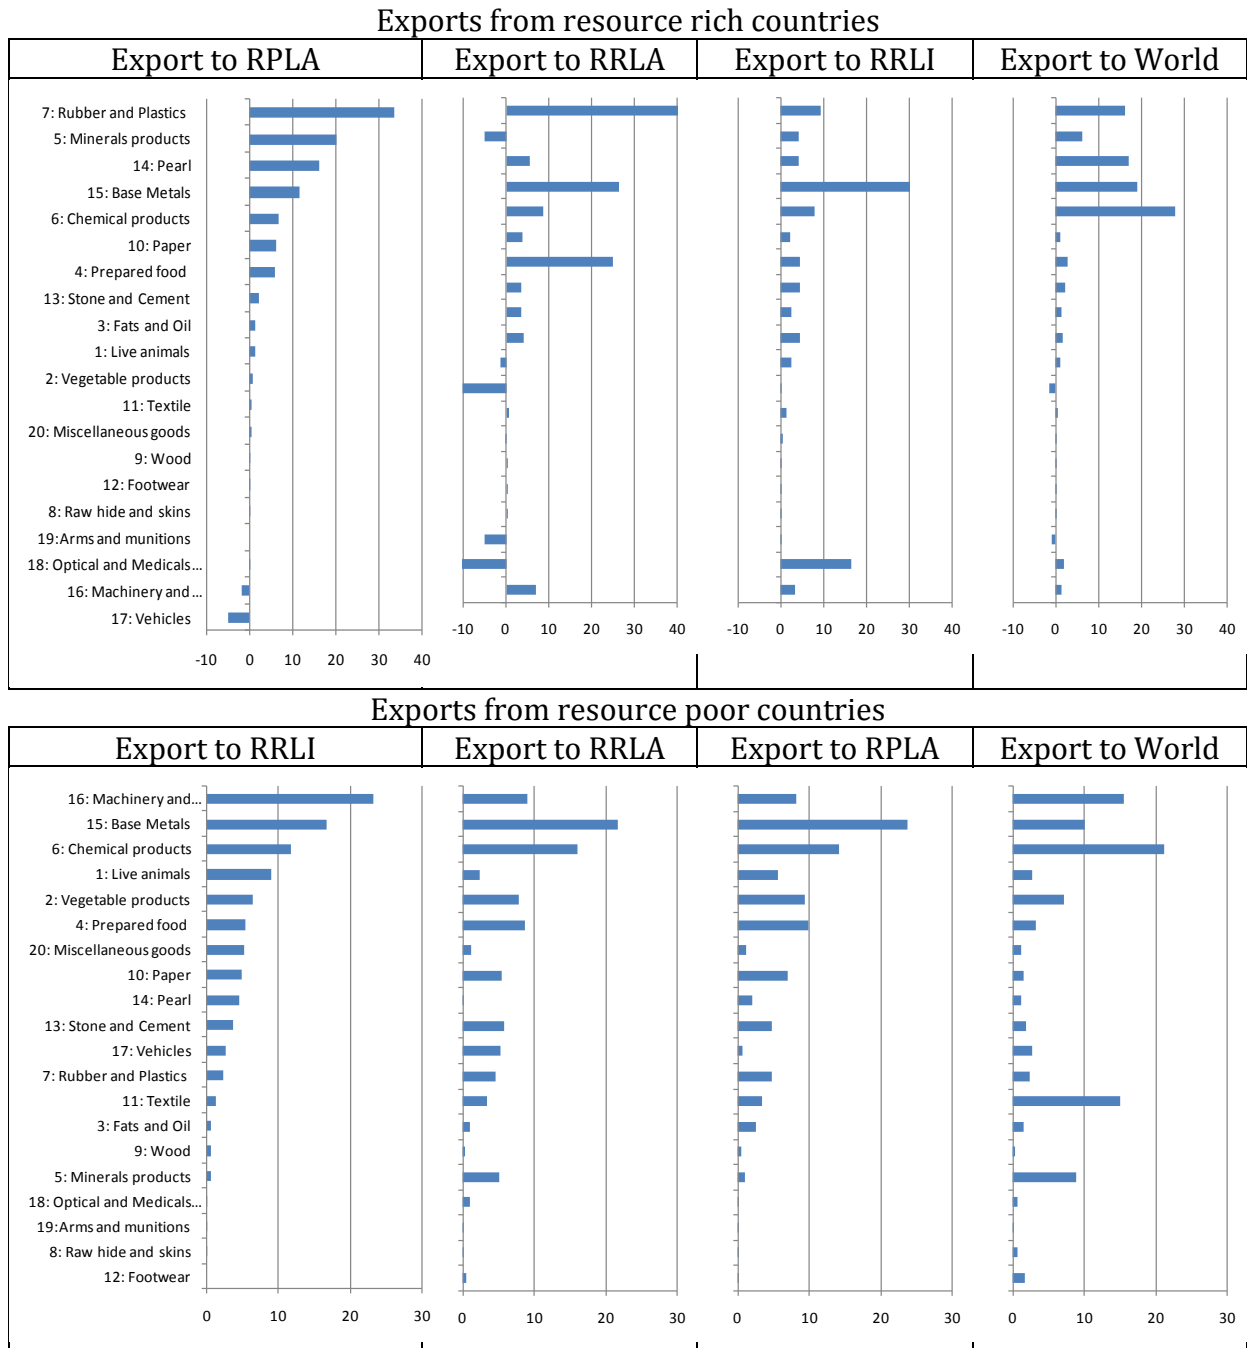 Exports from resource rich countries
Export to RPLA Export to RRLA Export to RRLI Export to World
7: Rubber and Plastics
5: Minerals products
14: Pearl
15: Base Metals
6: Chemical products
10: Paper
4: Prepared food
13: Stone and Cement
3: Fats and Oil
1: Live animals
2: Vegetable products
11: Textile
20: Miscellaneous goods
9: Wood
12: Footwear
8: Raw hide and skins
19:Arms and munitions
18: Optical and Medicals...
16: Machinery and ...
17: Vehicles
-10 0 10 20 30 40 -10 0 10 20 30 40 -10 0 10 20 30 40 -10 0 10 20 30 40
Exports from resource poor countries
Export to RRLI Export to RRLA Export to RPLA Export to World
16: Machinery and...
15: Base Metals
6: Chemical products
1: Live animals
2: Vegetable products
4: Prepared food
20: Miscellaneous goods
10: Paper
14: Pearl
13: Stone and Cement
17: Vehicles
7: Rubber and Plastics
11: Textile
3: Fats and Oil
9: Wood
5: Minerals products
18: Optical and Medicals...
19:Arms and munitions
8: Raw hide and skins
12: Footwear
0 10 20 30 0 10 20 30 0 10 20 30 0 10 20 30